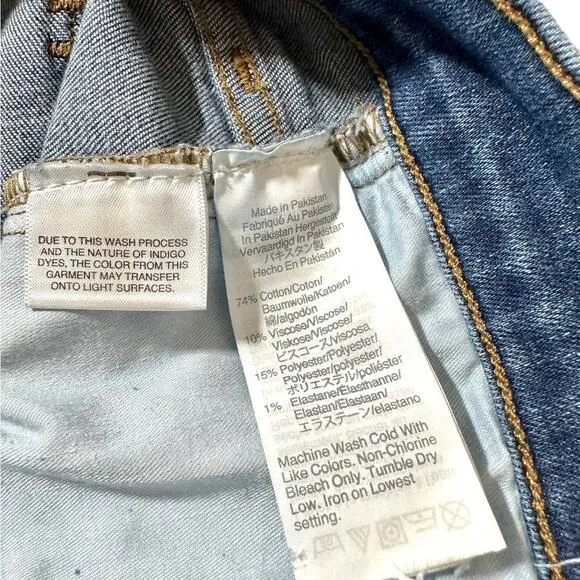 DUE TO THIS WASH PROCESS
AND THE NATURE OF INDIGO
DYES, THE COLOR FROM THIS
GARMENT MAY TRANSFER
ONTO LIGHT SURFACES.
Made in Pakistan
Fabriqué Au Pakistan
In Pakistan Hergestellt
Vervaardigd In Pakistan
パキスタン製
Hecho En Pakistan
74% Cotton/Coton/
Baumwolle/Katoen/
綿/algodón
10% Viscose/Viscose/
Viskose/Viscose/
ビスコース/viscosa
15% Polyester/Polyester/
Polyester/polyester/
ポリエステル/poliéster
1% Elastane/Élasthanne/
Elastan/Elastaan/
エラステーン/elastano
Machine Wash Cold With
Like Colors. Non-Chlorine
Bleach Only. Tumble Dry
Low. Iron on Lowest
setting.